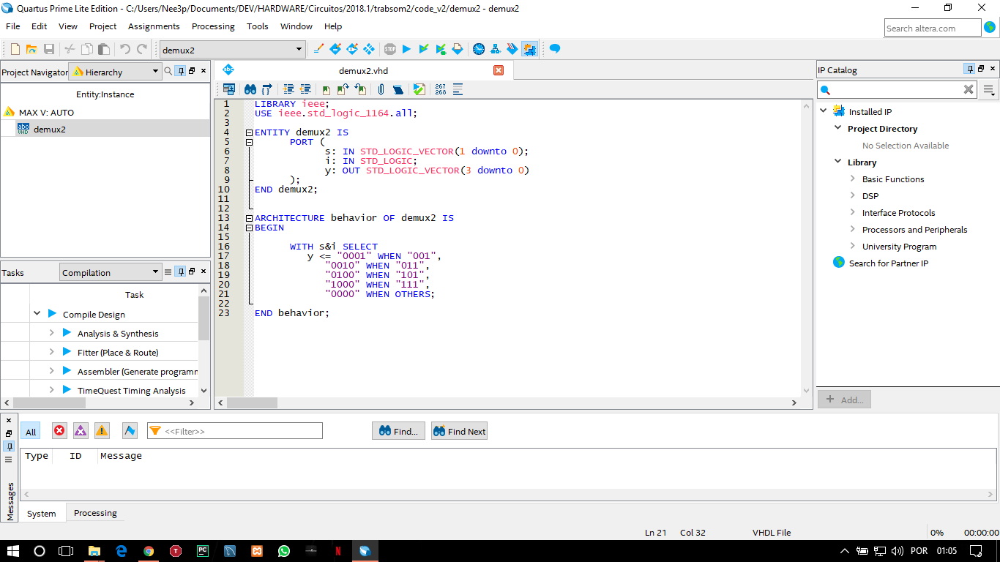 Quartus Prime Lite Edition - C:/Users/Nee3p/Documents/DEV/HARDWARE/Circuitos/2018.1/trabsom2/code_v2/demux2 - demux2
File Edit View Project Assignments Processing Tools Window Help
Search altera.com
demux2
STOP
Project Navigator Hierarchy
Entity:Instance
MAX V: AUTO
abc VHD demux2
Tasks Compilation
Task
Compile Design
Analysis & Synthesis
Fitter (Place & Route)
Assembler (Generate programm
TimeQuest Timing Analysis
abc demux2.vhd
267
268
1 LIBRARY ieee;
2 USE ieee.std_logic_1164.all;
3
4 ENTITY demux2 IS
5 PORT (
6 s: IN STD_LOGIC_VECTOR(1 downto 0);
7 i: IN STD_LOGIC;
8 y: OUT STD_LOGIC_VECTOR(3 downto 0)
9 );
10 END demux2;
11
12
13 ARCHITECTURE behavior OF demux2 IS
14 BEGIN
15
16 WITH s&i SELECT
17 y <= "0001" WHEN "001",
18 "0010" WHEN "011",
19 "0100" WHEN "101",
20 "1000" WHEN "111",
21 "0000" WHEN OTHERS;
22
23 END behavior;
IP Catalog
Installed IP
Project Directory
No Selection Available
Library
Basic Functions
DSP
Interface Protocols
Processors and Peripherals
University Program
Search for Partner IP
+ Add...
Messages
All <<Filter>> Find... Find Next
Type ID Message
System Processing
Ln 21 Col 32 VHDL File 0% 00:00:00
T PC N POR 01:05